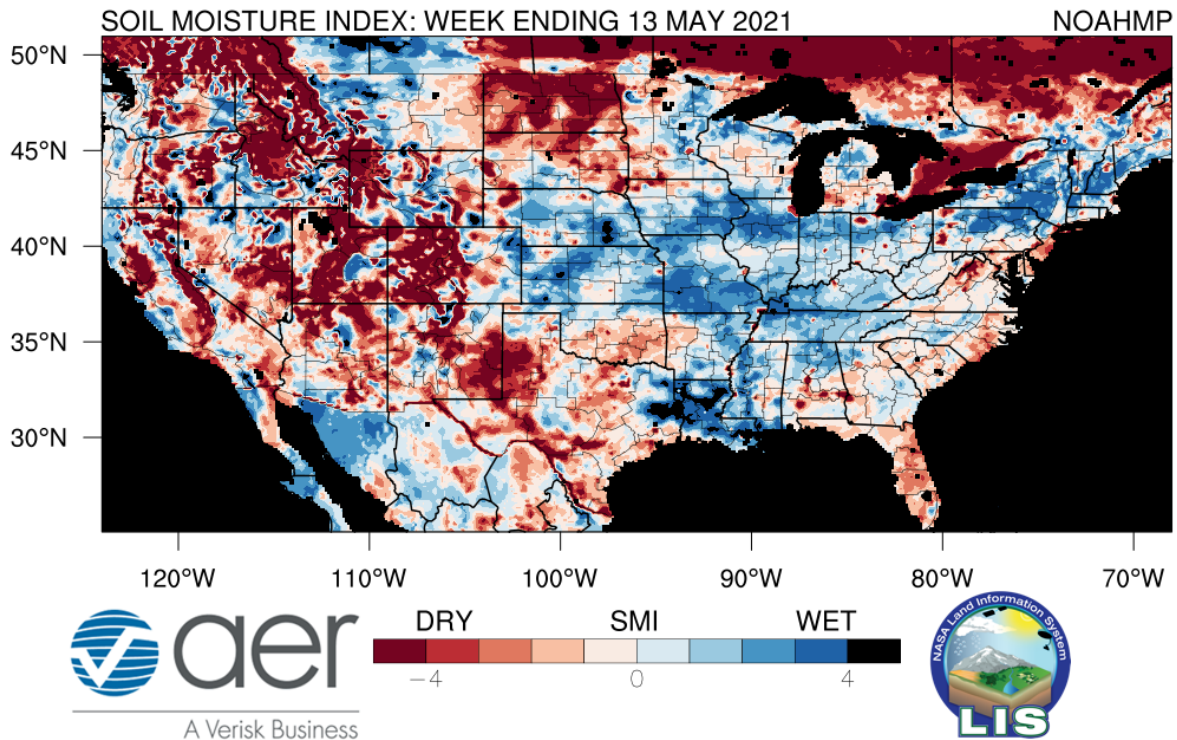 SOIL MOISTURE INDEX: WEEK ENDING 13 MAY 2021 NOAHMP
50°N
45°N
40°N
35°N
30°N
120°W 110°W 100°W 90°W 80°W 70°W
DRY SMI WET
−4 0 4
aer
A Verisk Business
NASA Land Information System
LIS